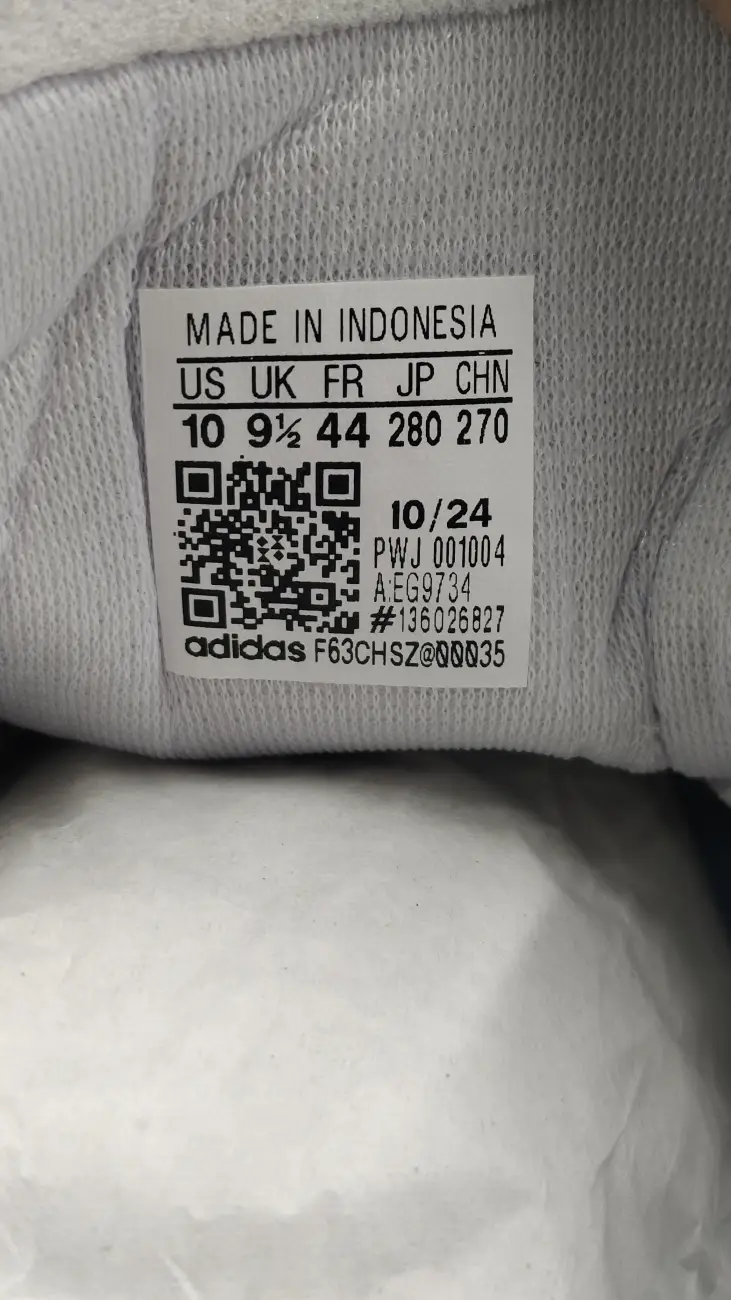 MADE IN INDONESIA
US UK FR JP CHN
10 9½ 44 280 270
10/24
PWJ 001004
A:EG9734
#136026827
adidas F63CHSZ@000035